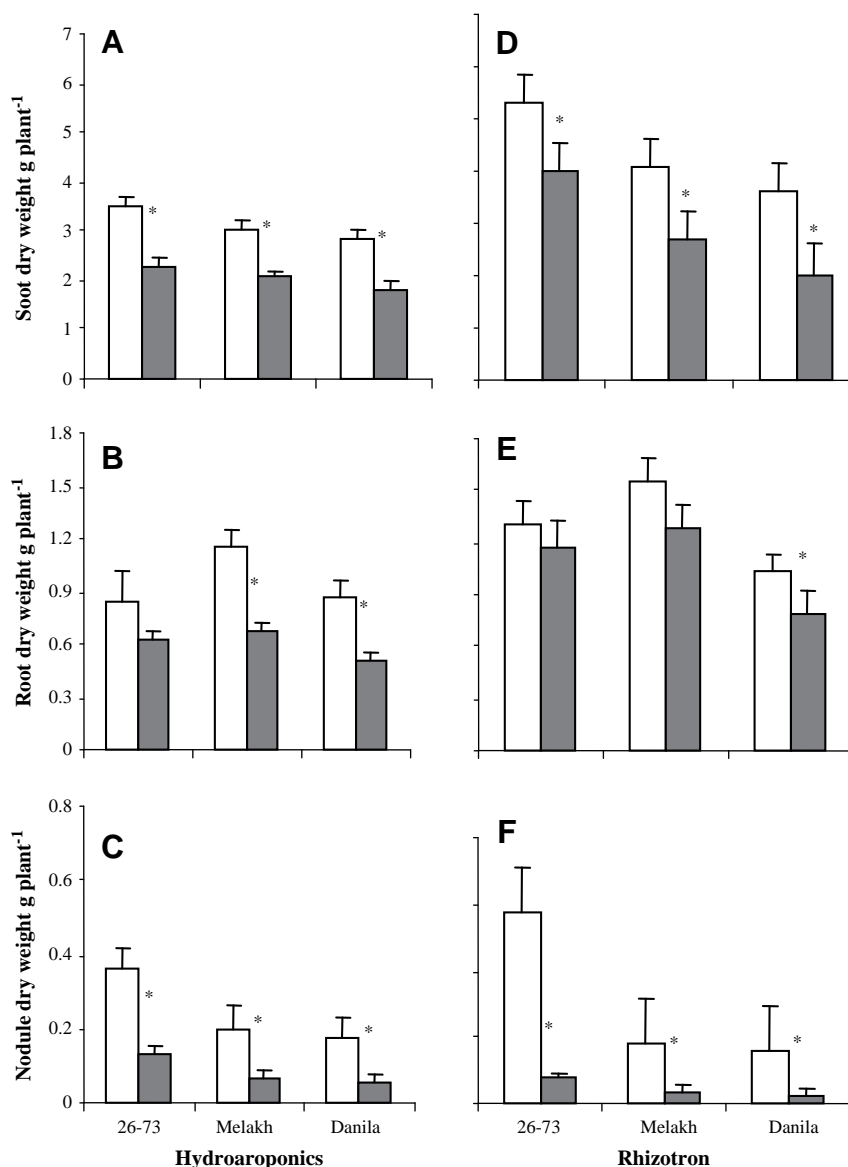 A
D
7
6
5
4
3
2
1
0
Soot dry weight g plant-1
*
*
*
*
*
*
B
E
1.8
1.5
1.2
0.9
0.6
0.3
0
Root dry weight g plant-1
*
*
*
C
F
0.8
0.6
0.4
0.2
0
Nodule dry weight g plant-1
*
*
*
*
*
*
26-73 Melakh Danila
26-73 Melakh Danila
Hydroaroponics
Rhizotron